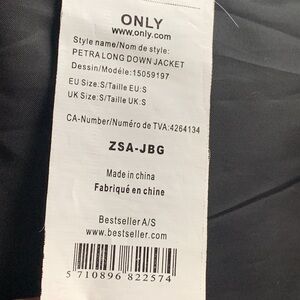 ONLY
www.only.com
Style name/Nom de style:
PETRA LONG DOWN JACKET
Dessin/Modéle:15059197
EU Size:S/Taille EU:S
UK Size:S/Taille UK:S
CA-Number/Numéro de TVA:4264134
ZSA-JBG
Made in china
Fabriqué en chine
Bestseller A/S
www.bestseller.com
5 710896 822574